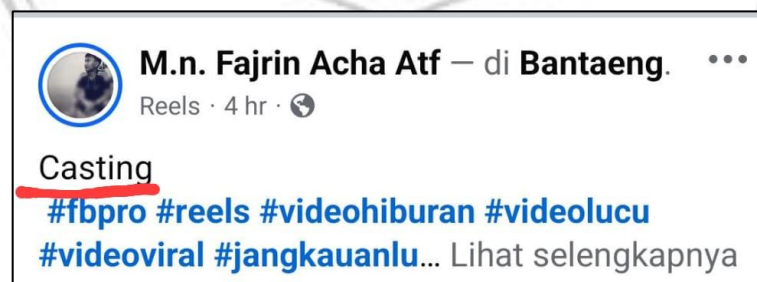 M.n. Fajrin Acha Atf — di Bantaeng. •••
Reels · 4 hr ·
Casting
#fbpro #reels #videohiburan #videolucu
#videoviral #jangkauanlu... Lihat selengkapnya